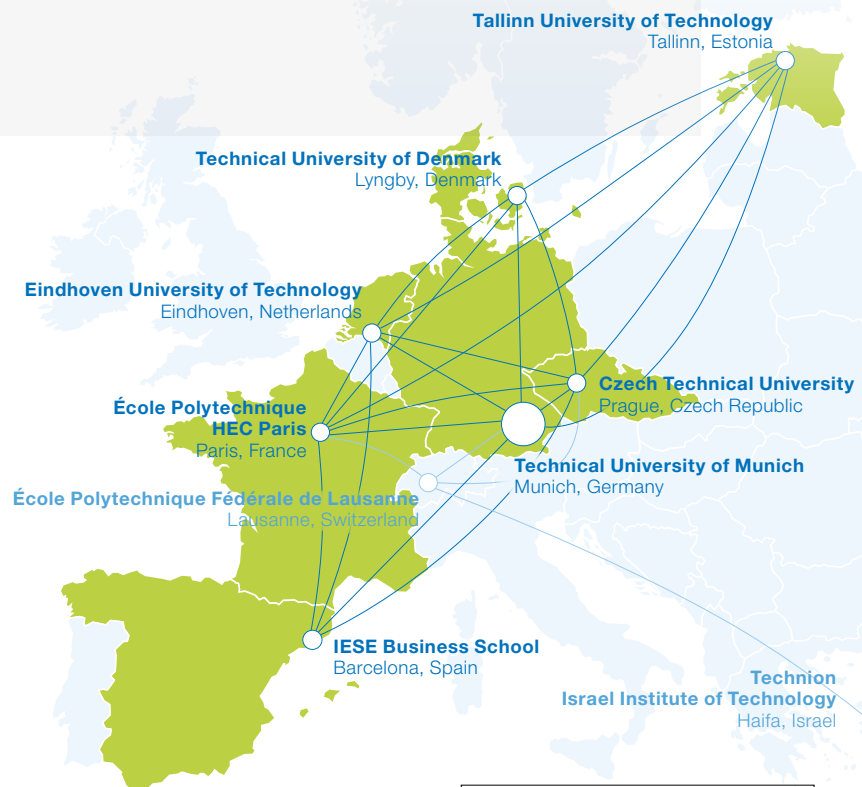 Tallinn University of Technology
Tallinn, Estonia
Technical University of Denmark
Lyngby, Denmark
Eindhoven University of Technology
Eindhoven, Netherlands
Czech Technical University
Prague, Czech Republic
École Polytechnique
HEC Paris
Paris, France
Technical University of Munich
Munich, Germany
École Polytechnique Fédérale de Lausanne
Lausanne, Switzerland
IESE Business School
Barcelona, Spain
Technion
Israel Institute of Technology
Haifa, Israel